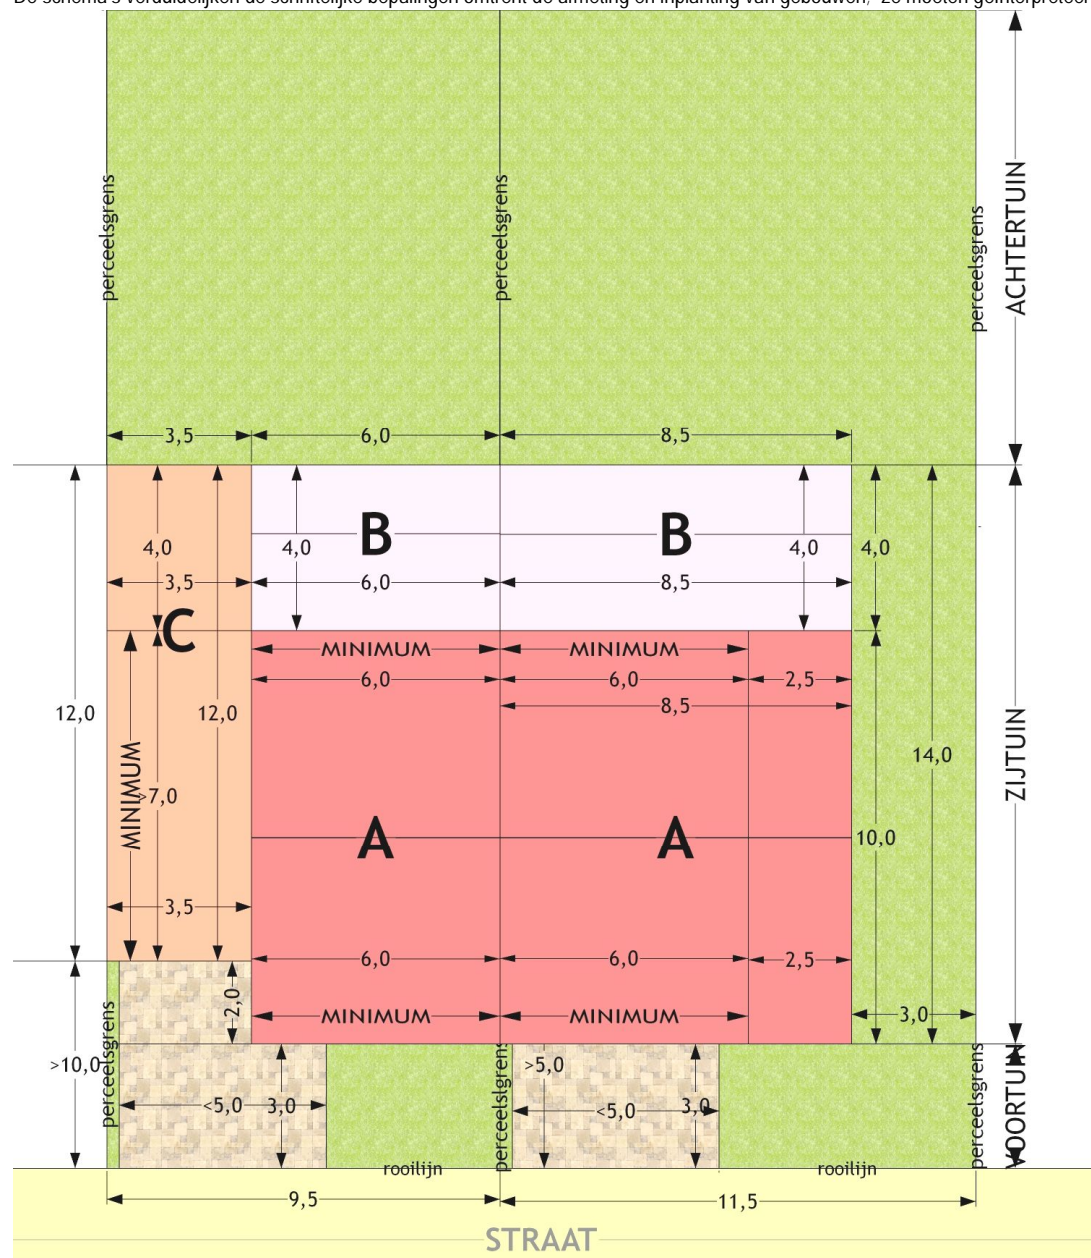 De schema's verduidelijken de schriftelijke bepalingen omtrent de afmeting en inplanting van gebouwen;
perceelsgrens
perceelsgrens
perceelsgrens
ACHTERTUIN
3,5
6,0
8,5
B
B
4,0
4,0
4,0
4,0
3,5
6,0
8,5
C
MINIMUM
MINIMUM
6,0
6,0
2,5
8,5
12,0
12,0
ZIJTUIN
14,0
MINIMUM
>7,0
A
A
10,0
3,5
6,0
6,0
2,5
2,0
MINIMUM
MINIMUM
3,0
>10,0
perceelsgrens
>5,0
perceelslgrens
perceelsgrens
VOORTUIN
<5,0
3,0
<5,0
3,0
rooilijn
rooilijn
9,5
11,5
STRAAT